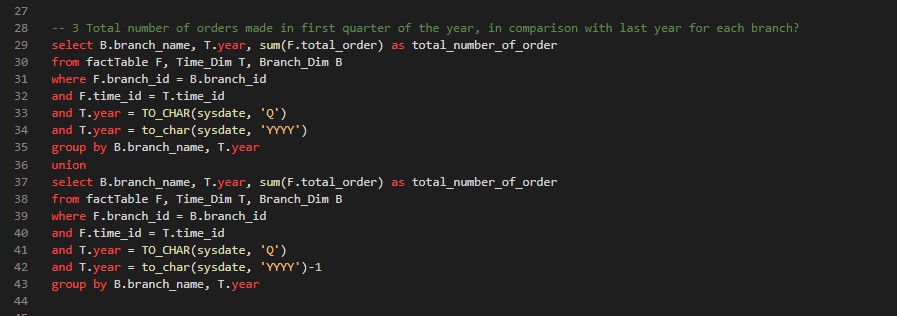 27
28 -- 3 Total number of orders made in first quarter of the year, in comparison with last year for each branch?
29 select B.branch_name, T.year, sum(F.total_order) as total_number_of_order
30 from factTable F, Time_Dim T, Branch_Dim B
31 where F.branch_id = B.branch_id
32 and F.time_id = T.time_id
33 and T.year = TO_CHAR(sysdate, 'Q')
34 and T.year = to_char(sysdate, 'YYYY')
35 group by B.branch_name, T.year
36 union
37 select B.branch_name, T.year, sum(F.total_order) as total_number_of_order
38 from factTable F, Time_Dim T, Branch_Dim B
39 where F.branch_id = B.branch_id
40 and F.time_id = T.time_id
41 and T.year = TO_CHAR(sysdate, 'Q')
42 and T.year = to_char(sysdate, 'YYYY')-1
43 group by B.branch_name, T.year
44